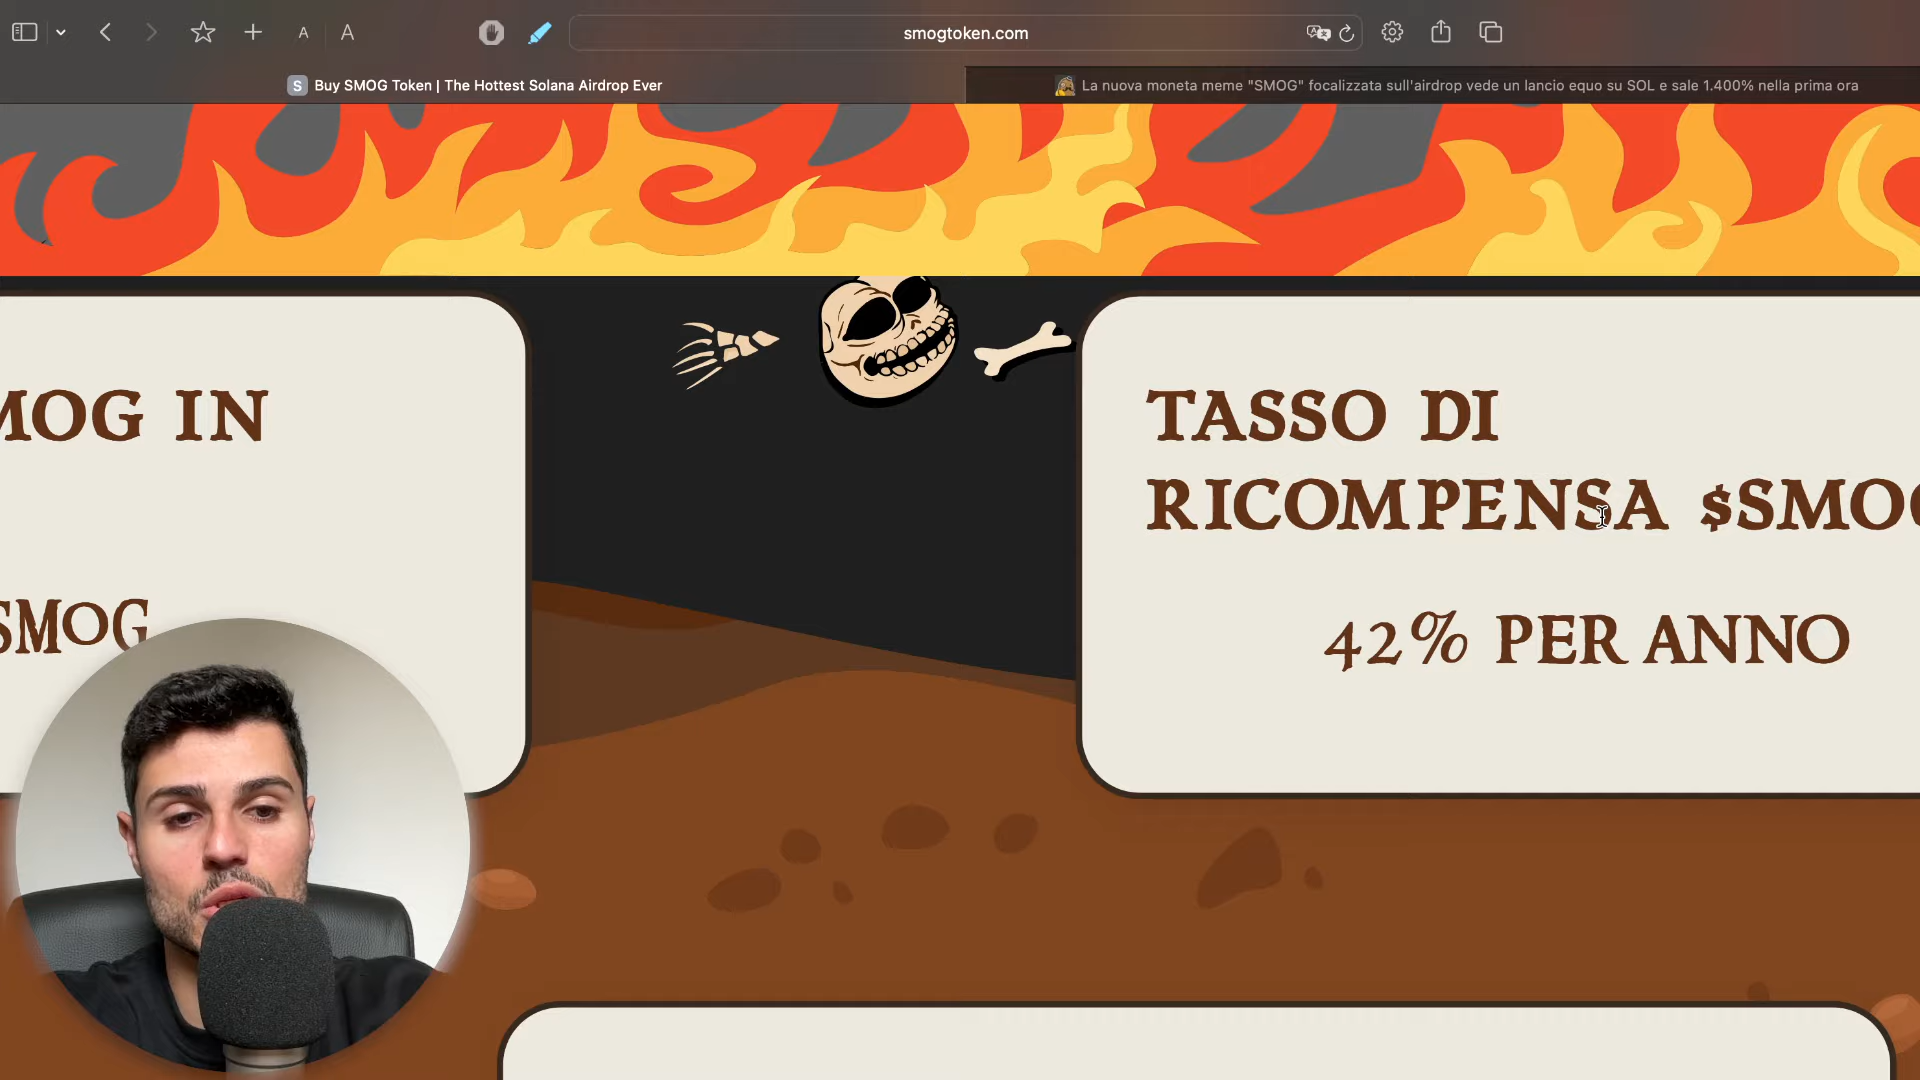 A A smogtoken.com
S Buy SMOG Token | The Hottest Solana Airdrop Ever
La nuova moneta meme "SMOG" focalizzata sull'airdrop vede un lancio equo su SOL e sale 1.400% nella prima ora
MOG IN
SMOG
TASSO DI
RICOMPENSA $SMOG
42% PER ANNO